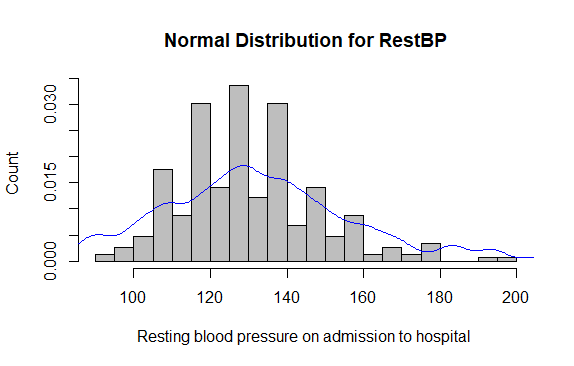 Normal Distribution for RestBP
Count
0.030
0.015
0.000
100 120 140 160 180 200
Resting blood pressure on admission to hospital